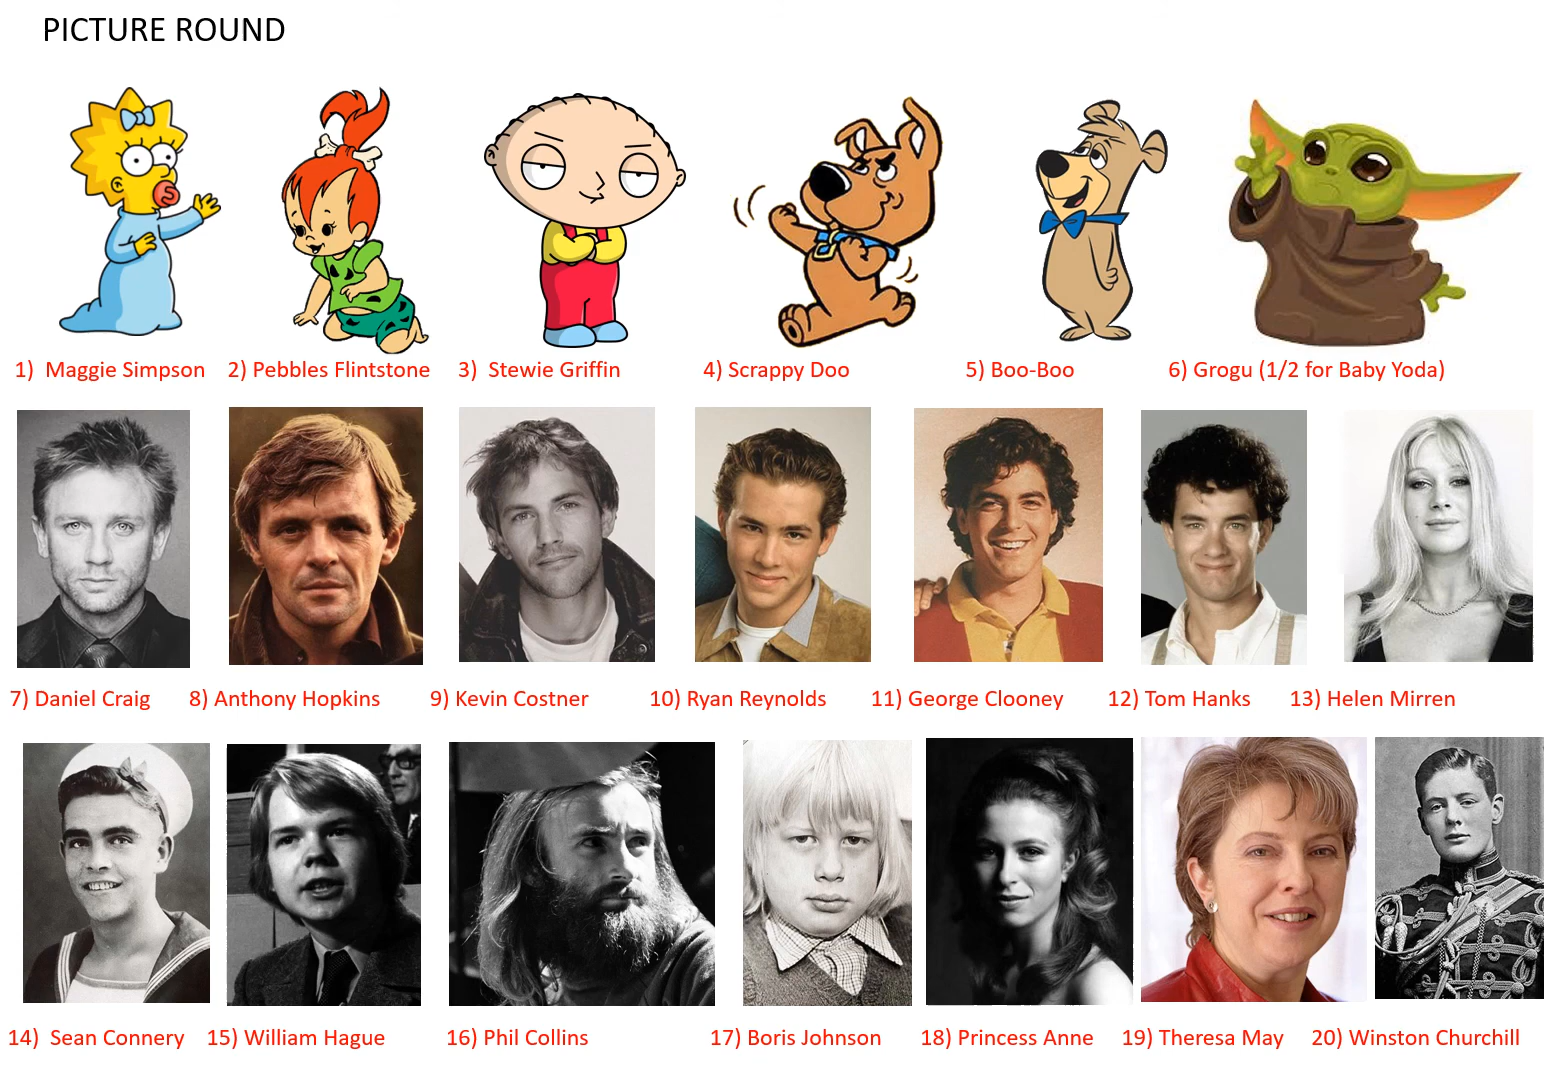 PICTURE ROUND
1) Maggie Simpson 2) Pebbles Flintstone 3) Stewie Griffin 4) Scrappy Doo 5) Boo-Boo 6) Grogu (1/2 for Baby Yoda)
7) Daniel Craig 8) Anthony Hopkins 9) Kevin Costner 10) Ryan Reynolds 11) George Clooney 12) Tom Hanks 13) Helen Mirren
14) Sean Connery 15) William Hague 16) Phil Collins 17) Boris Johnson 18) Princess Anne 19) Theresa May 20) Winston Churchill